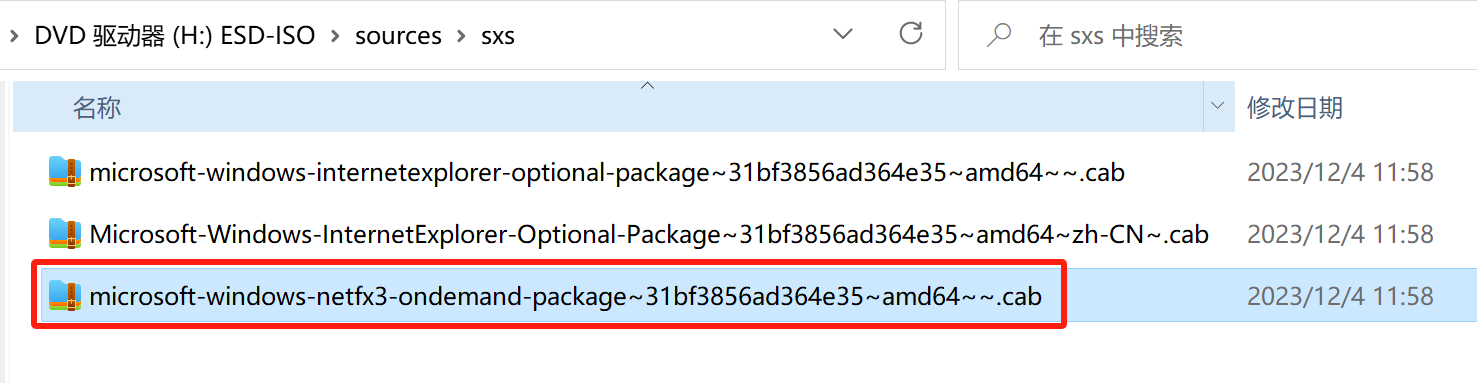 DVD 驱动器 (H:) ESD-ISO > sources > sxs
在 sxs 中搜索
名称 修改日期
microsoft-windows-internetexplorer-optional-package~31bf3856ad364e35~amd64~~.cab 2023/12/4 11:58
Microsoft-Windows-InternetExplorer-Optional-Package~31bf3856ad364e35~amd64~zh-CN~.cab 2023/12/4 11:58
microsoft-windows-netfx3-ondemand-package~31bf3856ad364e35~amd64~~.cab 2023/12/4 11:58